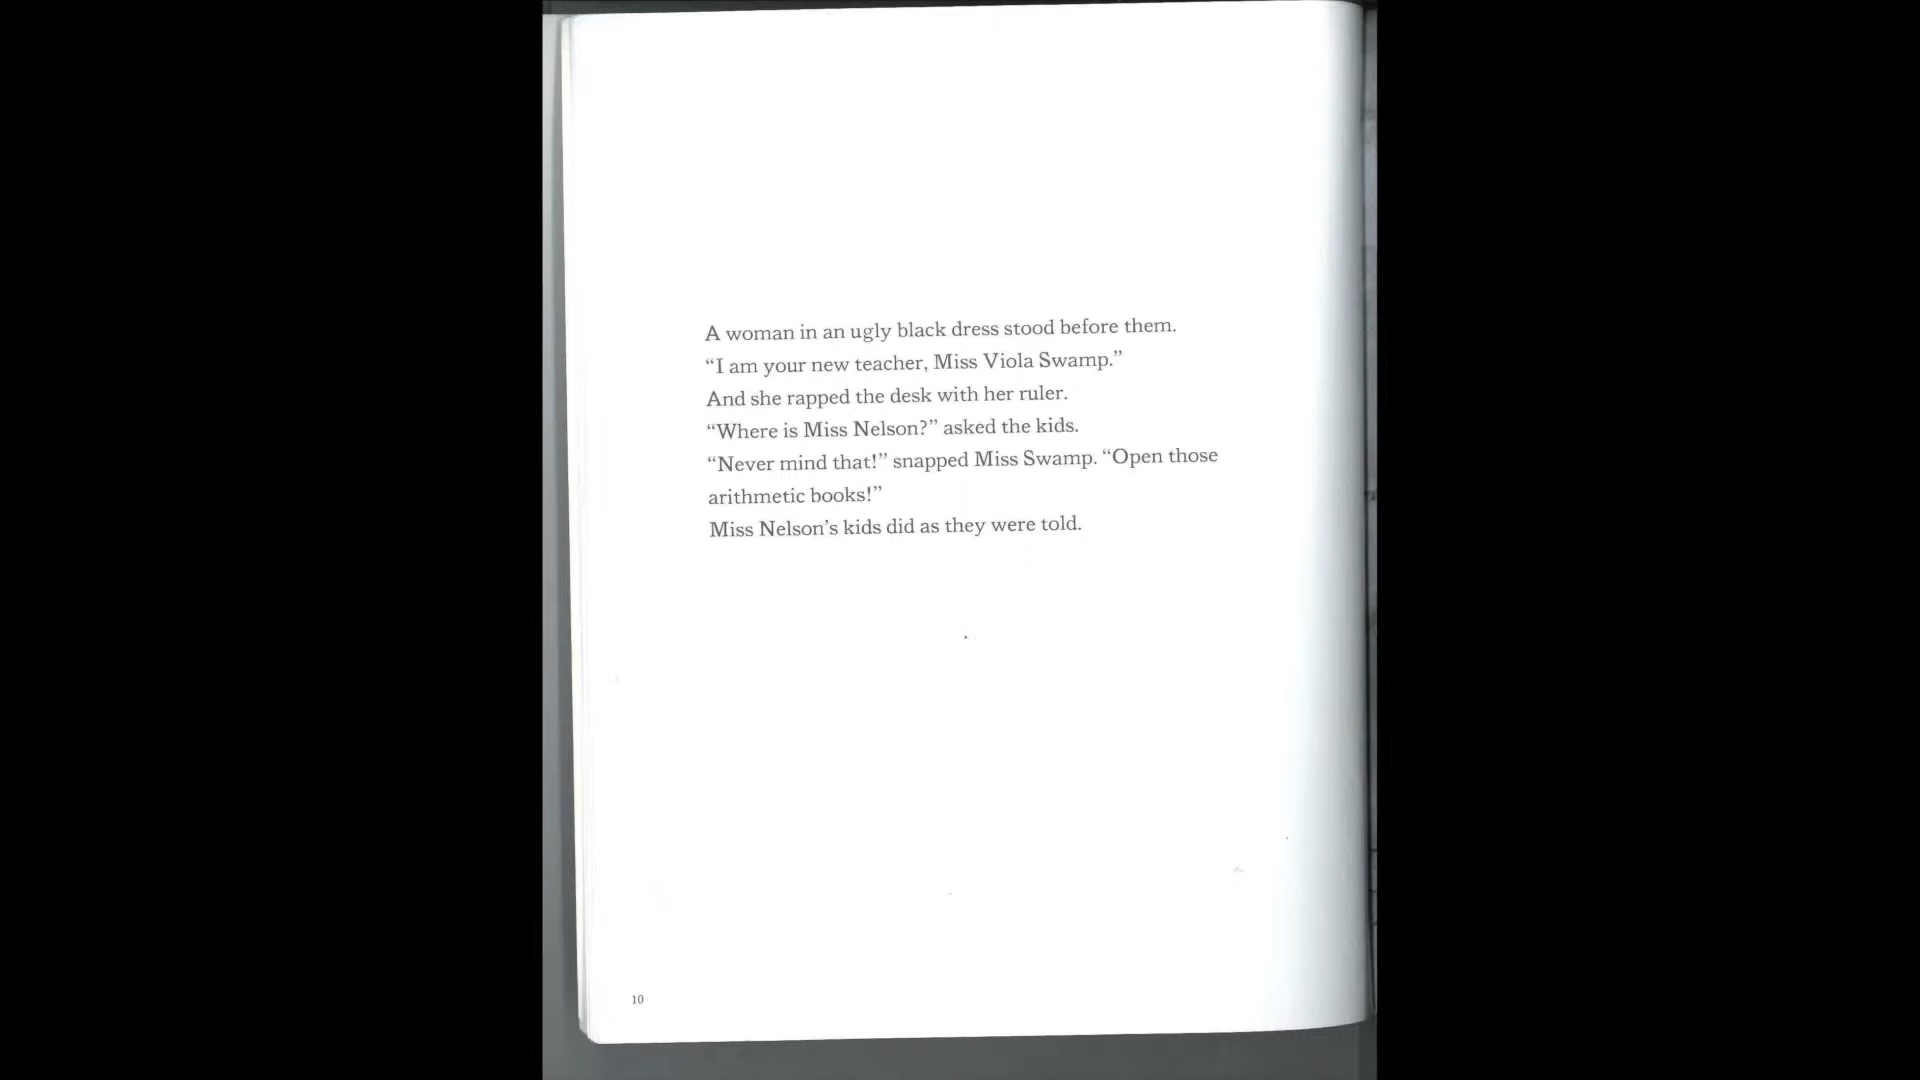 A woman in an ugly black dress stood before them.
“I am your new teacher, Miss Viola Swamp.”
And she rapped the desk with her ruler.
“Where is Miss Nelson?” asked the kids.
“Never mind that!” snapped Miss Swamp. “Open those
arithmetic books!”
Miss Nelson’s kids did as they were told.
10